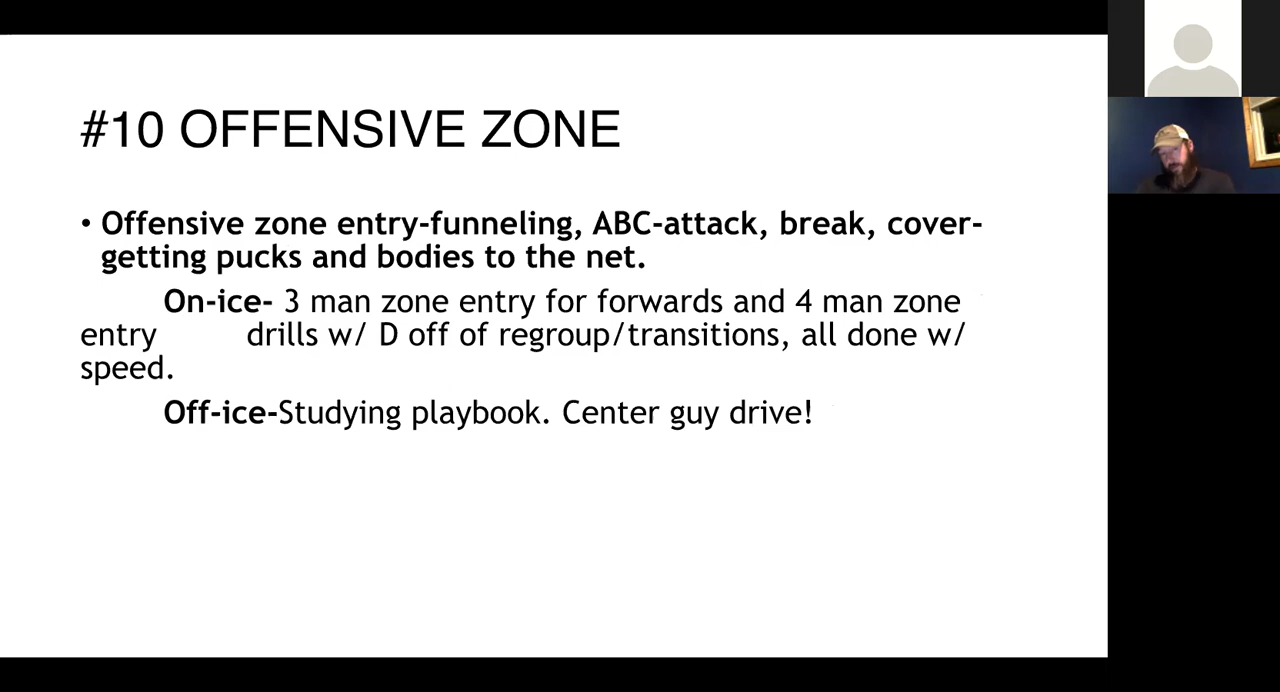 #10 OFFENSIVE ZONE
• Offensive zone entry-funneling, ABC-attack, break, cover-
getting pucks and bodies to the net.
On-ice- 3 man zone entry for forwards and 4 man zone
entry drills w/ D off of regroup/transitions, all done w/
speed.
Off-ice-Studying playbook. Center guy drive!